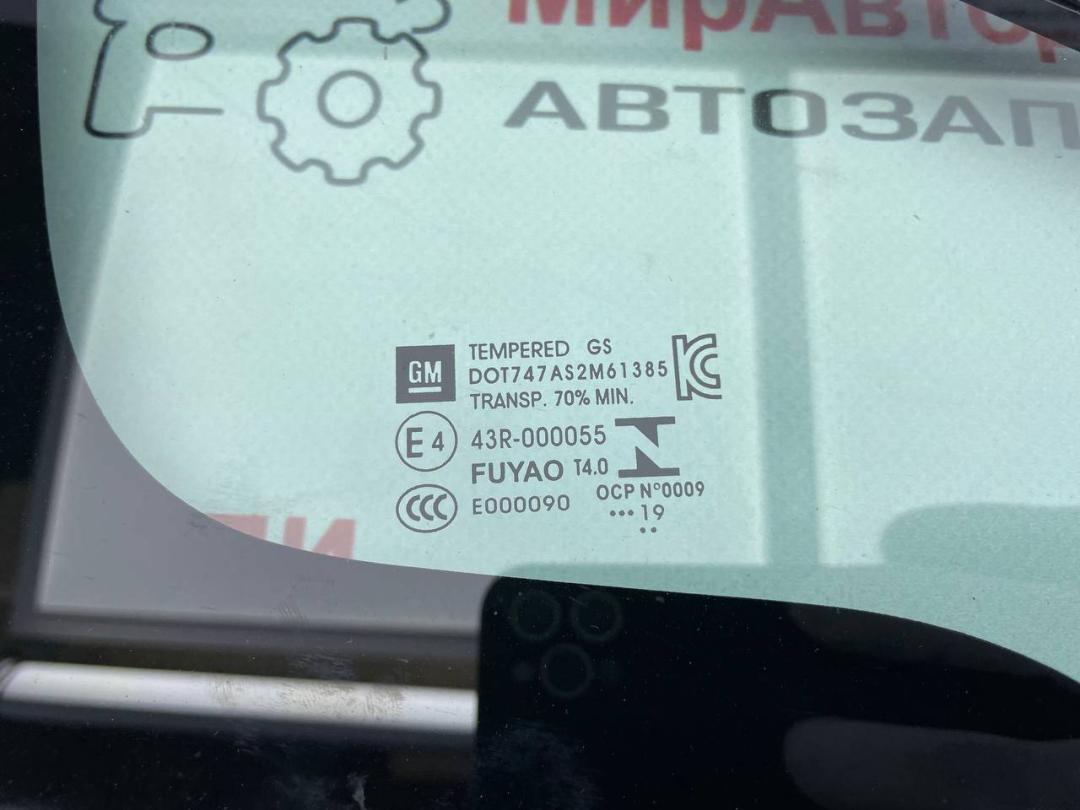 МирАвтор
АВТОЗАП
GM
TEMPERED GS
DOT747AS2M61385
TRANSP. 70% MIN.
E4
43R-000055
FUYAO T4.0
CCC
E000090
OCP N°0009
••• 19
••